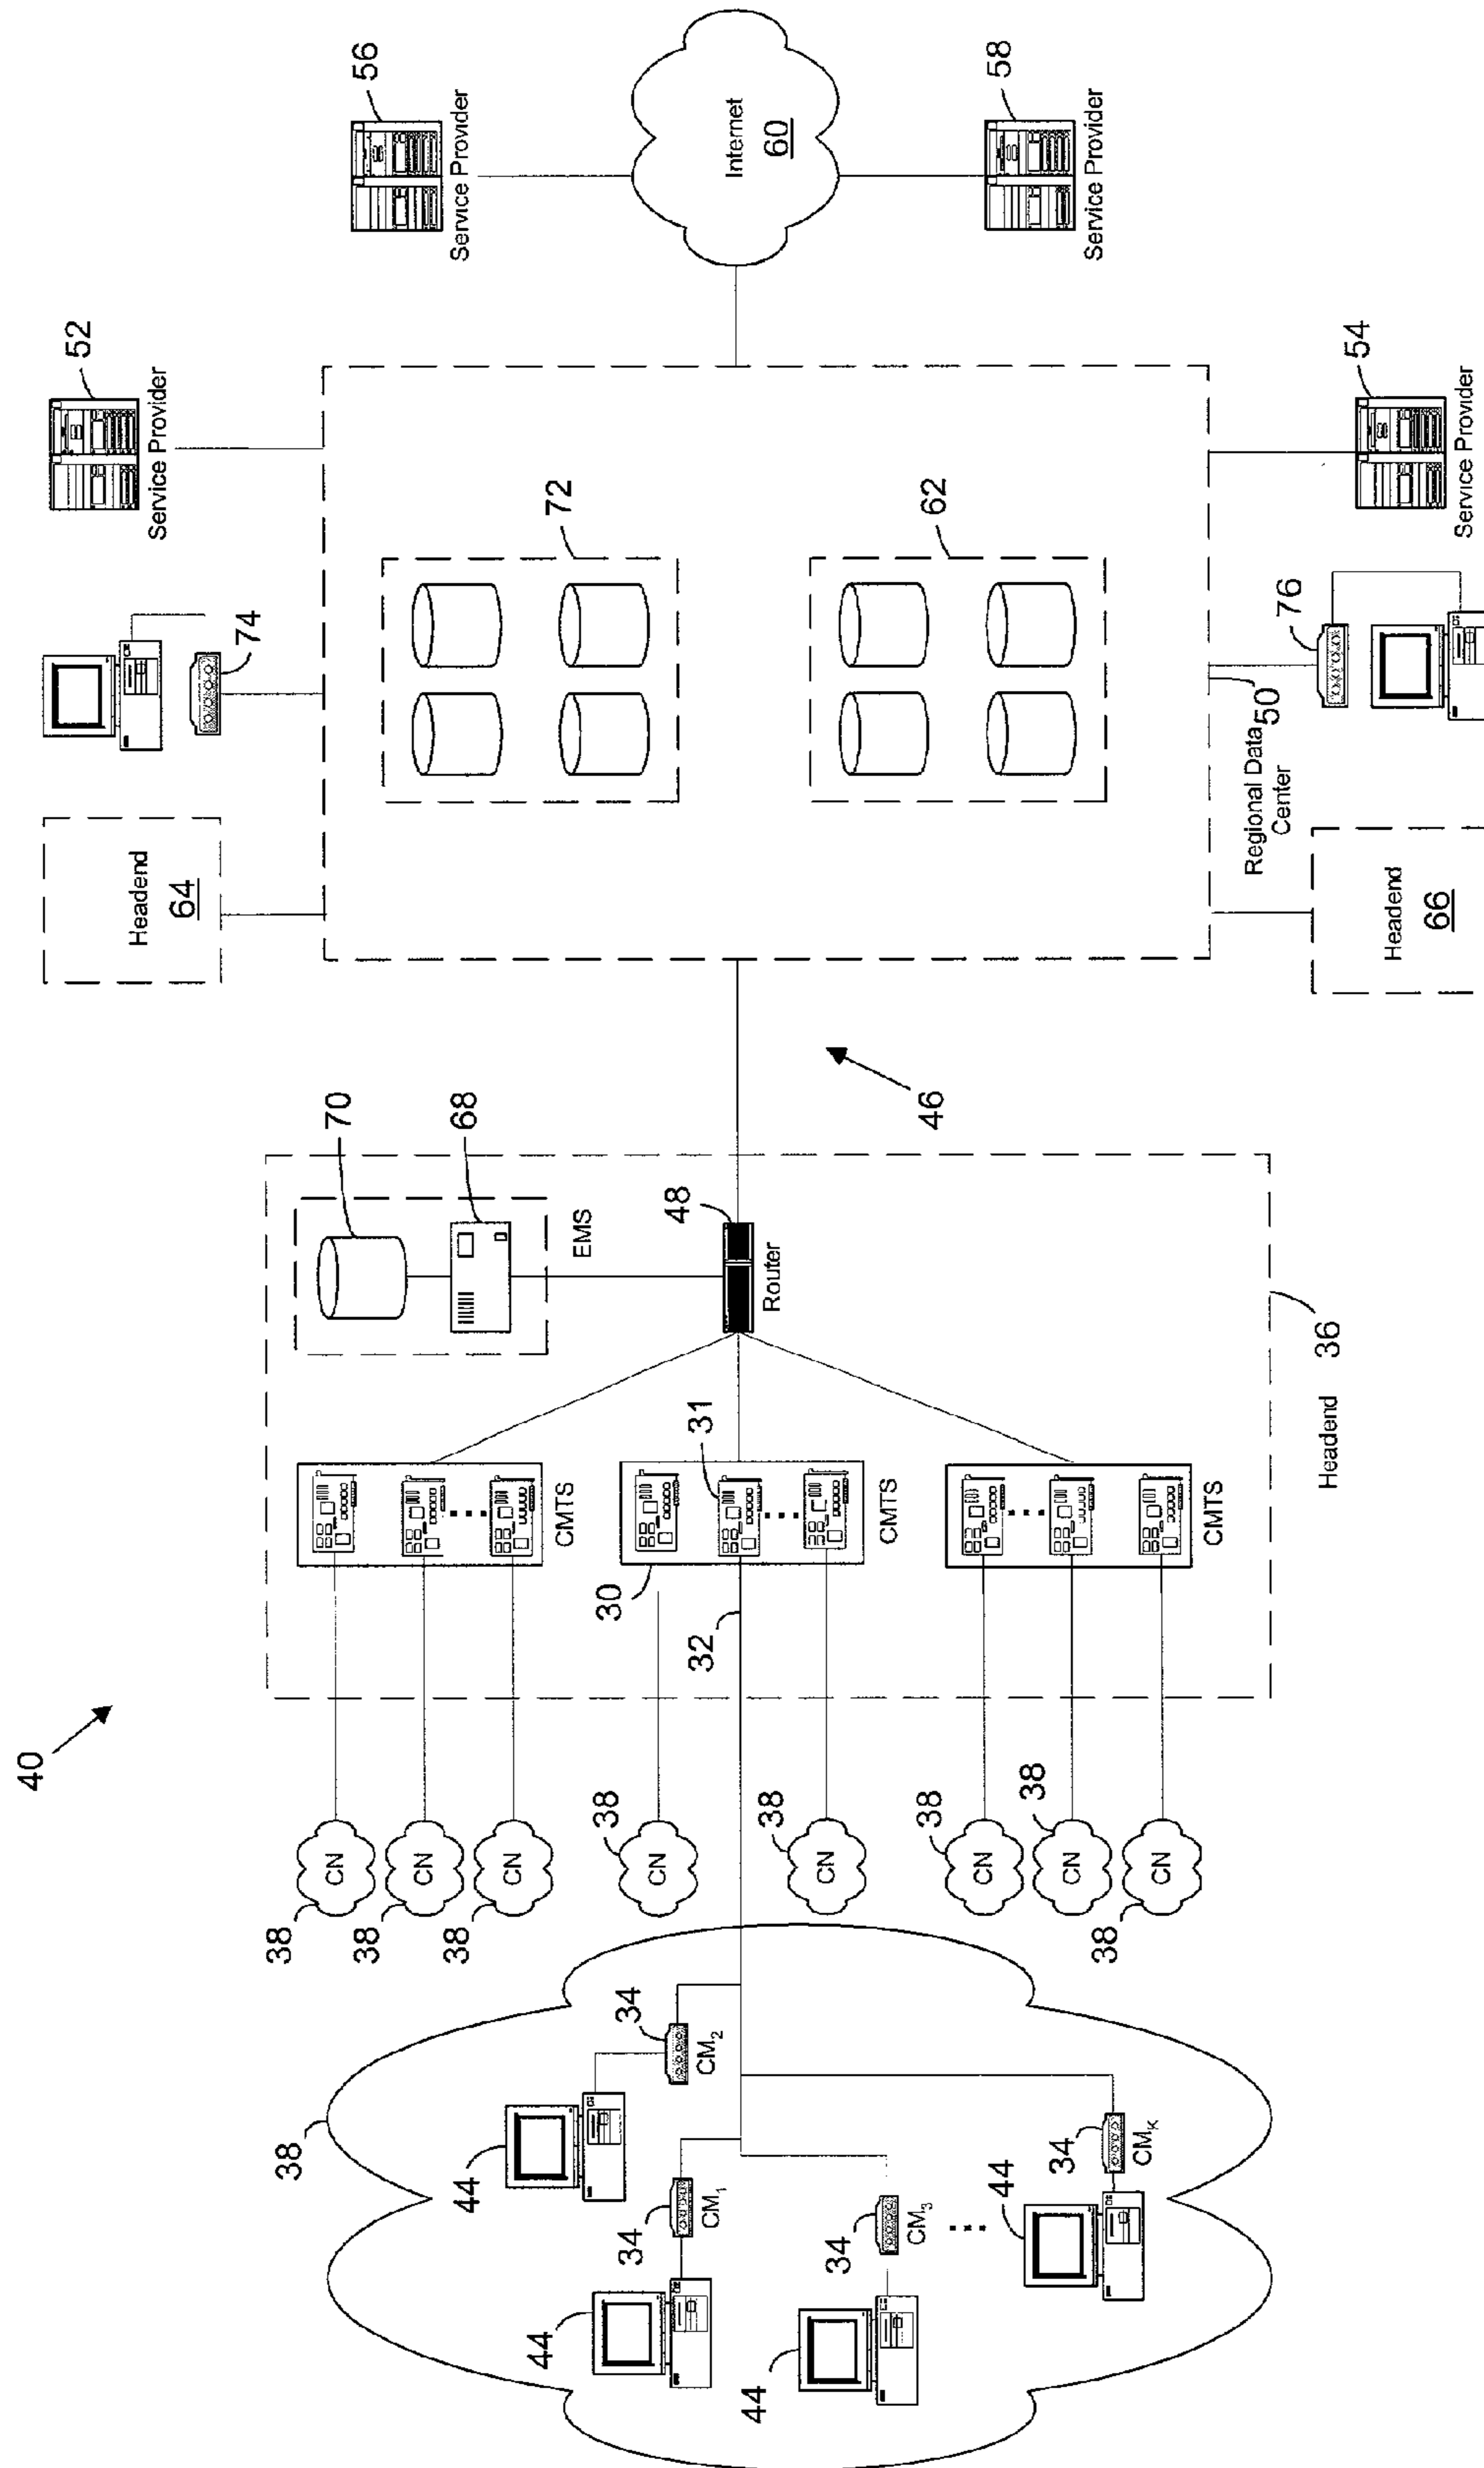 40
38
44
34
CM₁
44
34
CM₂
44
34
CM₃
44
34
CMₖ
38
CN
38
CN
38
CN
38
CN
38
CN
38
CN
38
CN
38
CN
32
30
31
CMTS
CMTS
CMTS
70
68
EMS
48
Router
Headend 36
46
Headend
64
74
52
Service Provider
72
62
Regional Data
Center
50
Headend
66
76
54
Service Provider
56
Service Provider
Internet
60
58
Service Provider